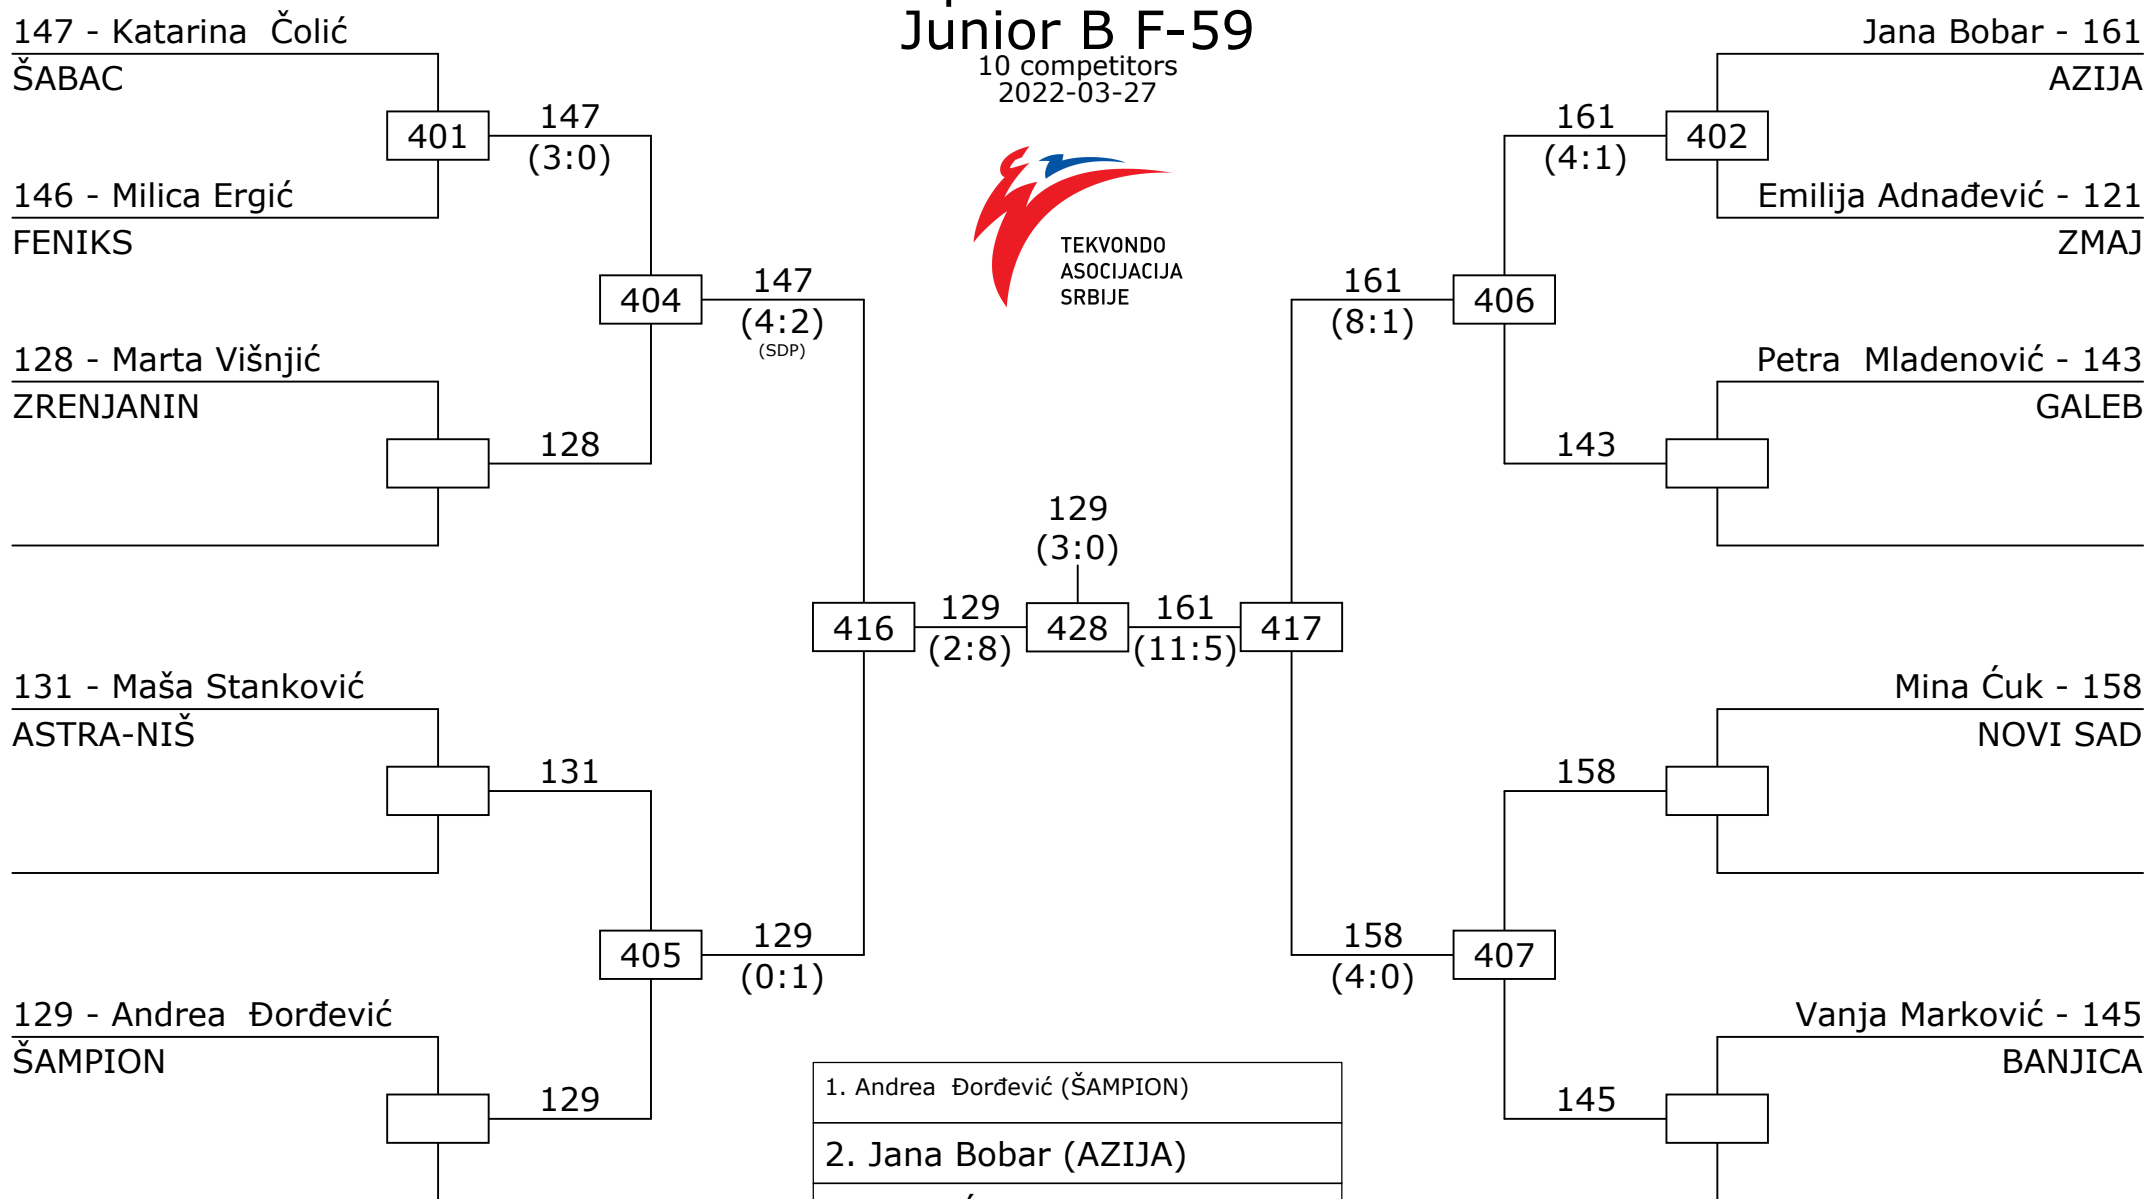 Junior B F-59
10 competitors
2022-03-27
TEKVONDO
ASOCIJACIJA
SRBIJE
147 - Katarina  Čolić
ŠABAC
401
147
(3:0)
146 - Milica Ergić
FENIKS
404
147
(4:2)
(SDP)
128 - Marta Višnjić
ZRENJANIN
128
131 - Maša Stanković
ASTRA-NIŠ
131
405
129
(0:1)
129 - Andrea  Đorđević
ŠAMPION
129
416
129
(2:8)
129
(3:0)
428
161
(11:5)
417
Jana Bobar - 161
AZIJA
161
(4:1)
402
Emilija Adnađević - 121
ZMAJ
161
(8:1)
406
Petra  Mladenović - 143
GALEB
143
Mina Ćuk - 158
NOVI SAD
158
158
(4:0)
407
Vanja Marković - 145
BANJICA
145
1. Andrea  Đorđević (ŠAMPION)
2. Jana Bobar (AZIJA)